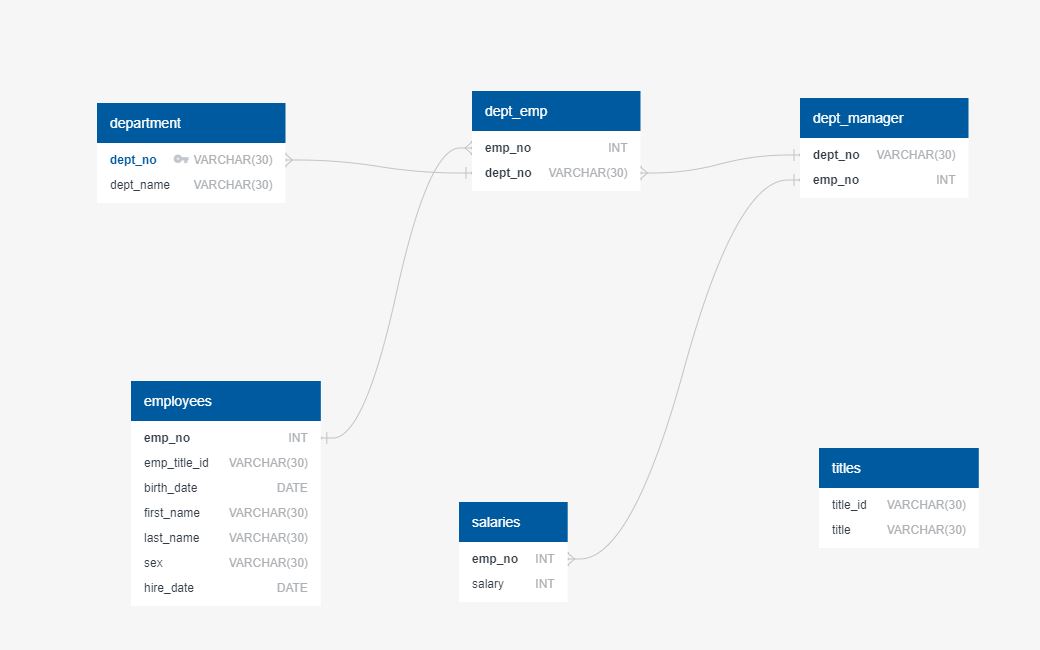 department
dept_no VARCHAR(30)
dept_name VARCHAR(30)
dept_emp
emp_no INT
dept_no VARCHAR(30)
dept_manager
dept_no VARCHAR(30)
emp_no INT
employees
emp_no INT
emp_title_id VARCHAR(30)
birth_date DATE
first_name VARCHAR(30)
last_name VARCHAR(30)
sex VARCHAR(30)
hire_date DATE
salaries
emp_no INT
salary INT
titles
title_id VARCHAR(30)
title VARCHAR(30)